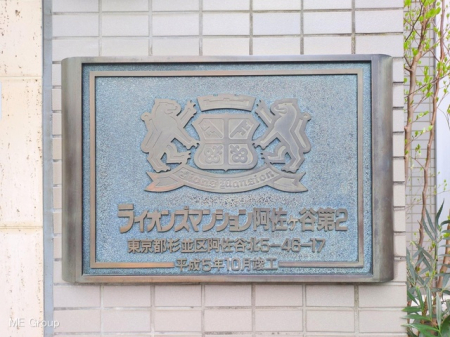 Lions Mansion
ライオンズマンション阿佐ヶ谷第2
東京都杉並区阿佐谷北5-46-17
平成5年10月竣工
ME Group